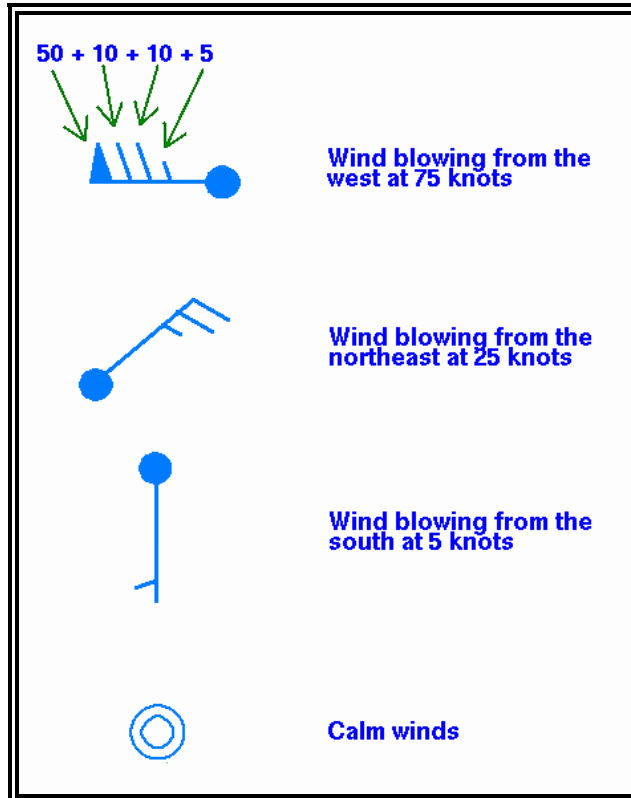 50 + 10 + 10 + 5
Wind blowing from the
west at 75 knots
Wind blowing from the
northeast at 25 knots
Wind blowing from the
south at 5 knots
Calm winds